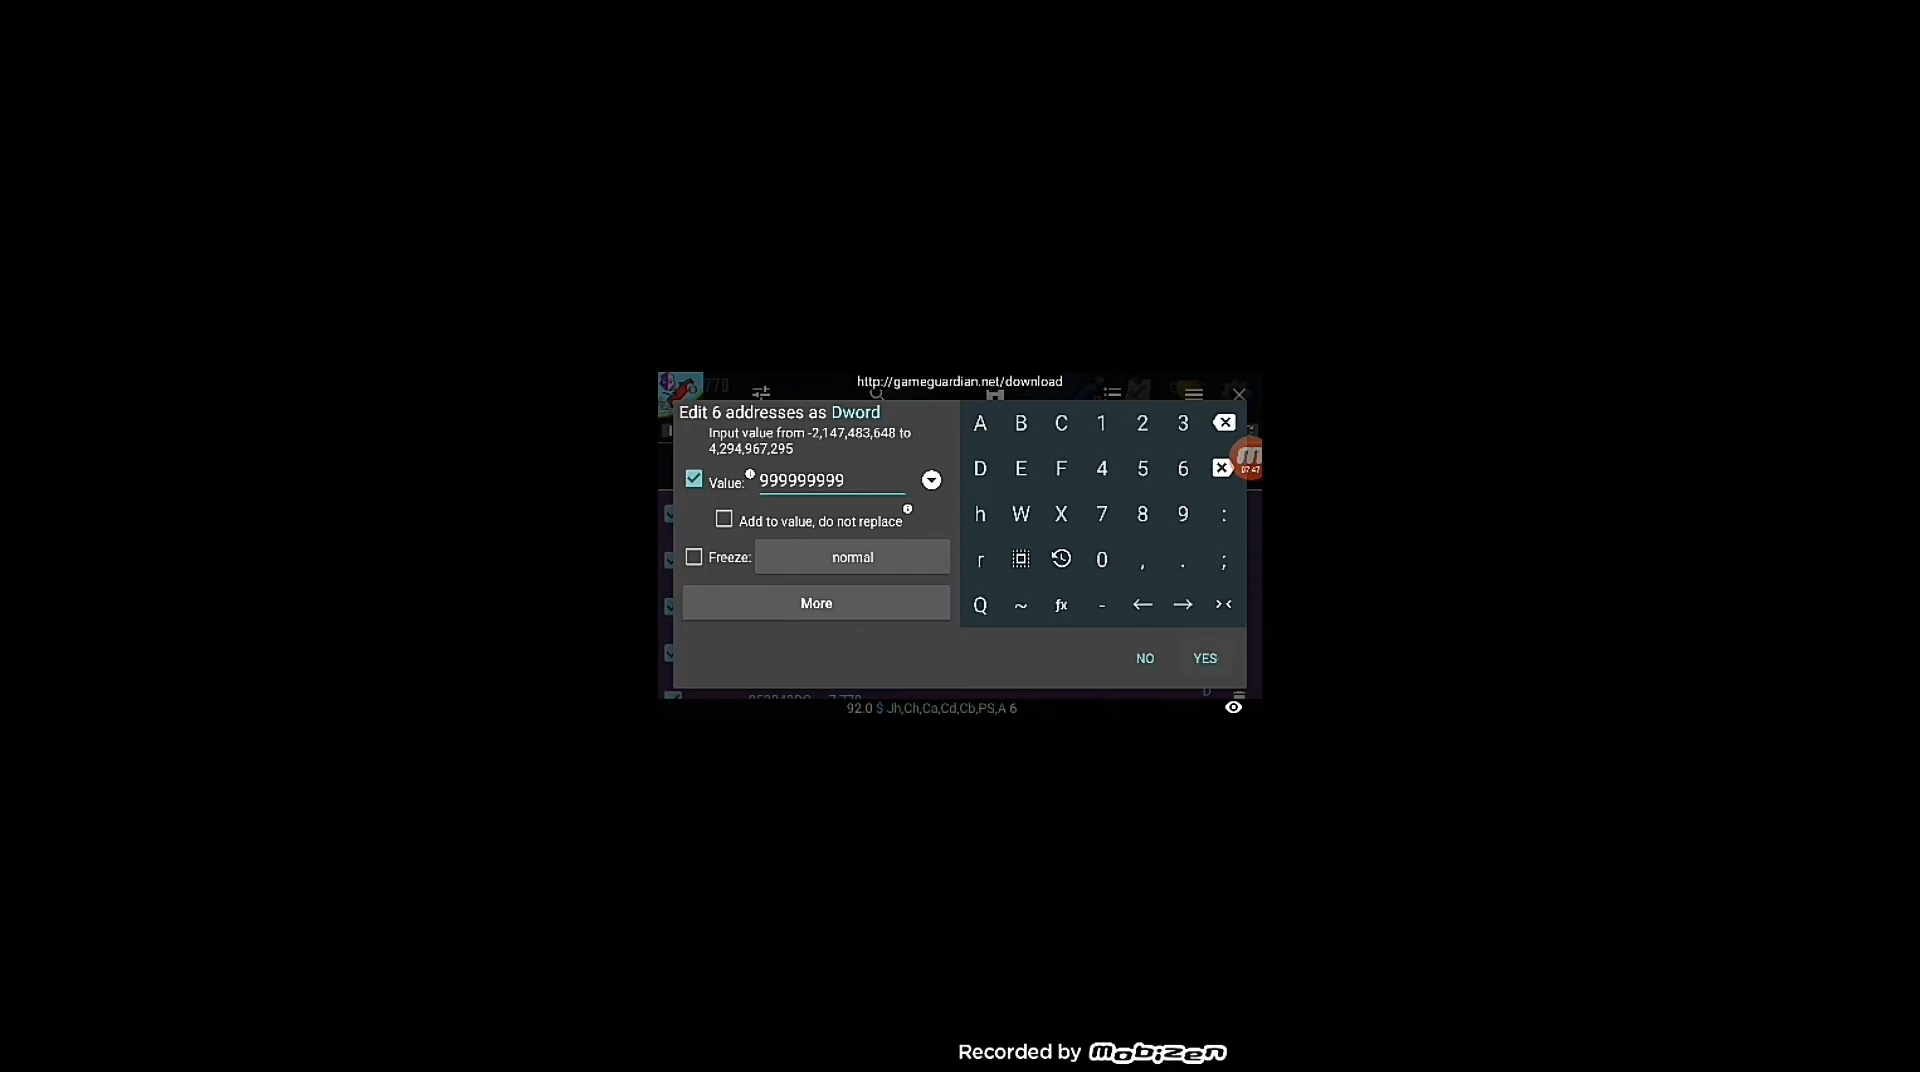 http://gameguardian.net/download
Edit 6 addresses as Dword
Input value from -2,147,483,648 to
4,294,967,295
Value: 999999999
Add to value, do not replace
Freeze: normal
More
A B C 1 2 3
D E F 4 5 6
h W X 7 8 9 :
r 0 , . ;
Q ~ fx - ← → ><
07:47
NO YES
92.0 $ Jh,Ch,Ca,Cd,Cb,PS,A 6
Recorded by Mobizen